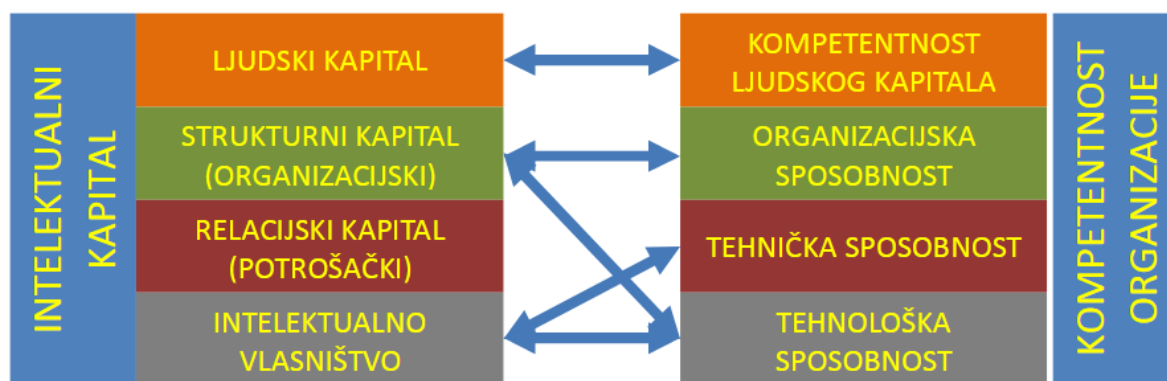 INTELEKTUALNI
KAPITAL
LJUDSKI KAPITAL
STRUKTURNI KAPITAL
(ORGANIZACIJSKI)
RELACIJSKI KAPITAL
(POTROŠAČKI)
INTELEKTUALNO
VLASNIŠTVO
KOMPETENTNOST
LJUDSKOG KAPITALA
ORGANIZACIJSKA
SPOSOBNOST
TEHNIČKA SPOSOBNOST
TEHNOLOŠKA
SPOSOBNOST
KOMPETENTNOST
ORGANIZACIJE